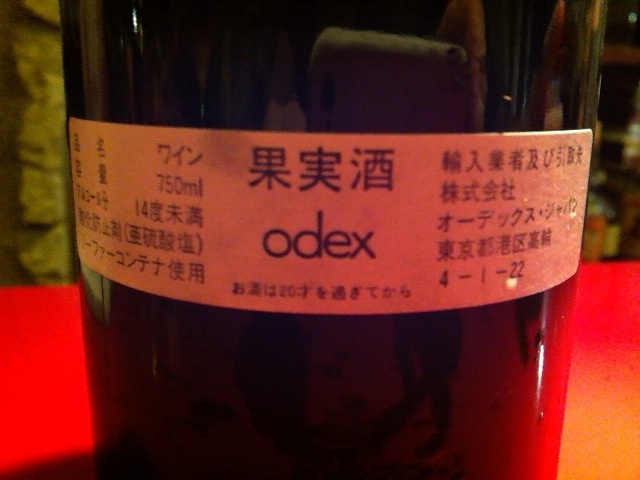 品名 ワイン
容量 750ml
アルコール分 14度未満
酸化防止剤(亜硫酸塩)
リーファーコンテナ使用
果実酒
odex
お酒は20才を過ぎてから
輸入業者及び引取先
株式会社
オーデックス・ジャパン
東京都港区高輪
4-1-22